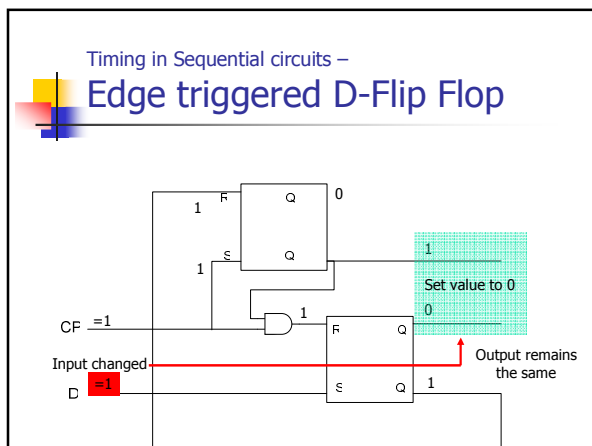 Timing in Sequential circuits –
Edge triggered D-Flip Flop
R Q 0
1
1
S Q
1
Set value to 0
1
R Q 0
CP =1
Input changed
Output remains
the same
D =1
S Q 1